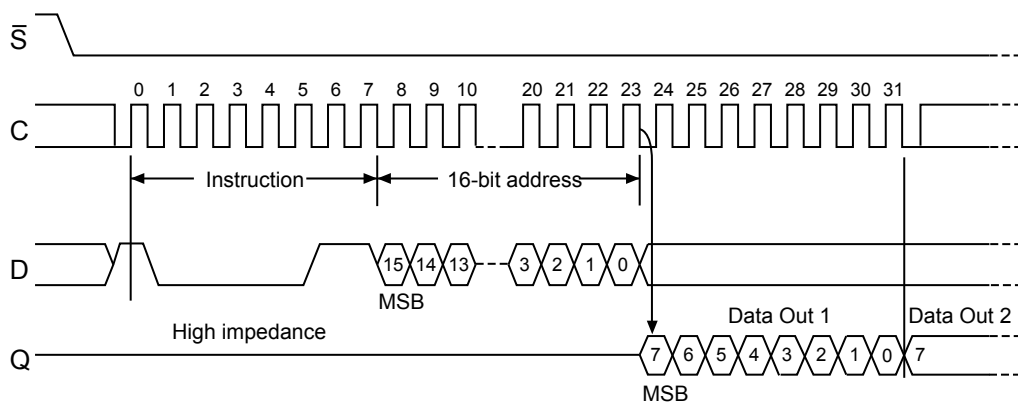 S̅
0 1 2 3 4 5 6 7 8 9 10 20 21 22 23 24 25 26 27 28 29 30 31
C
Instruction 16-bit address
D 15 14 13 3 2 1 0
MSB
High impedance Data Out 1 Data Out 2
Q 7 6 5 4 3 2 1 0 7
MSB